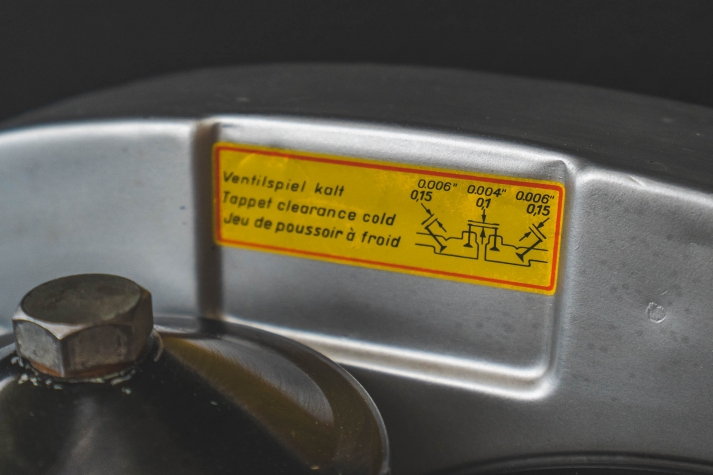 Ventilspiel kalt
Tappet clearance cold
Jeu de poussoir à froid
0.006" 0.004" 0.006"
0,15 0,1 0,15